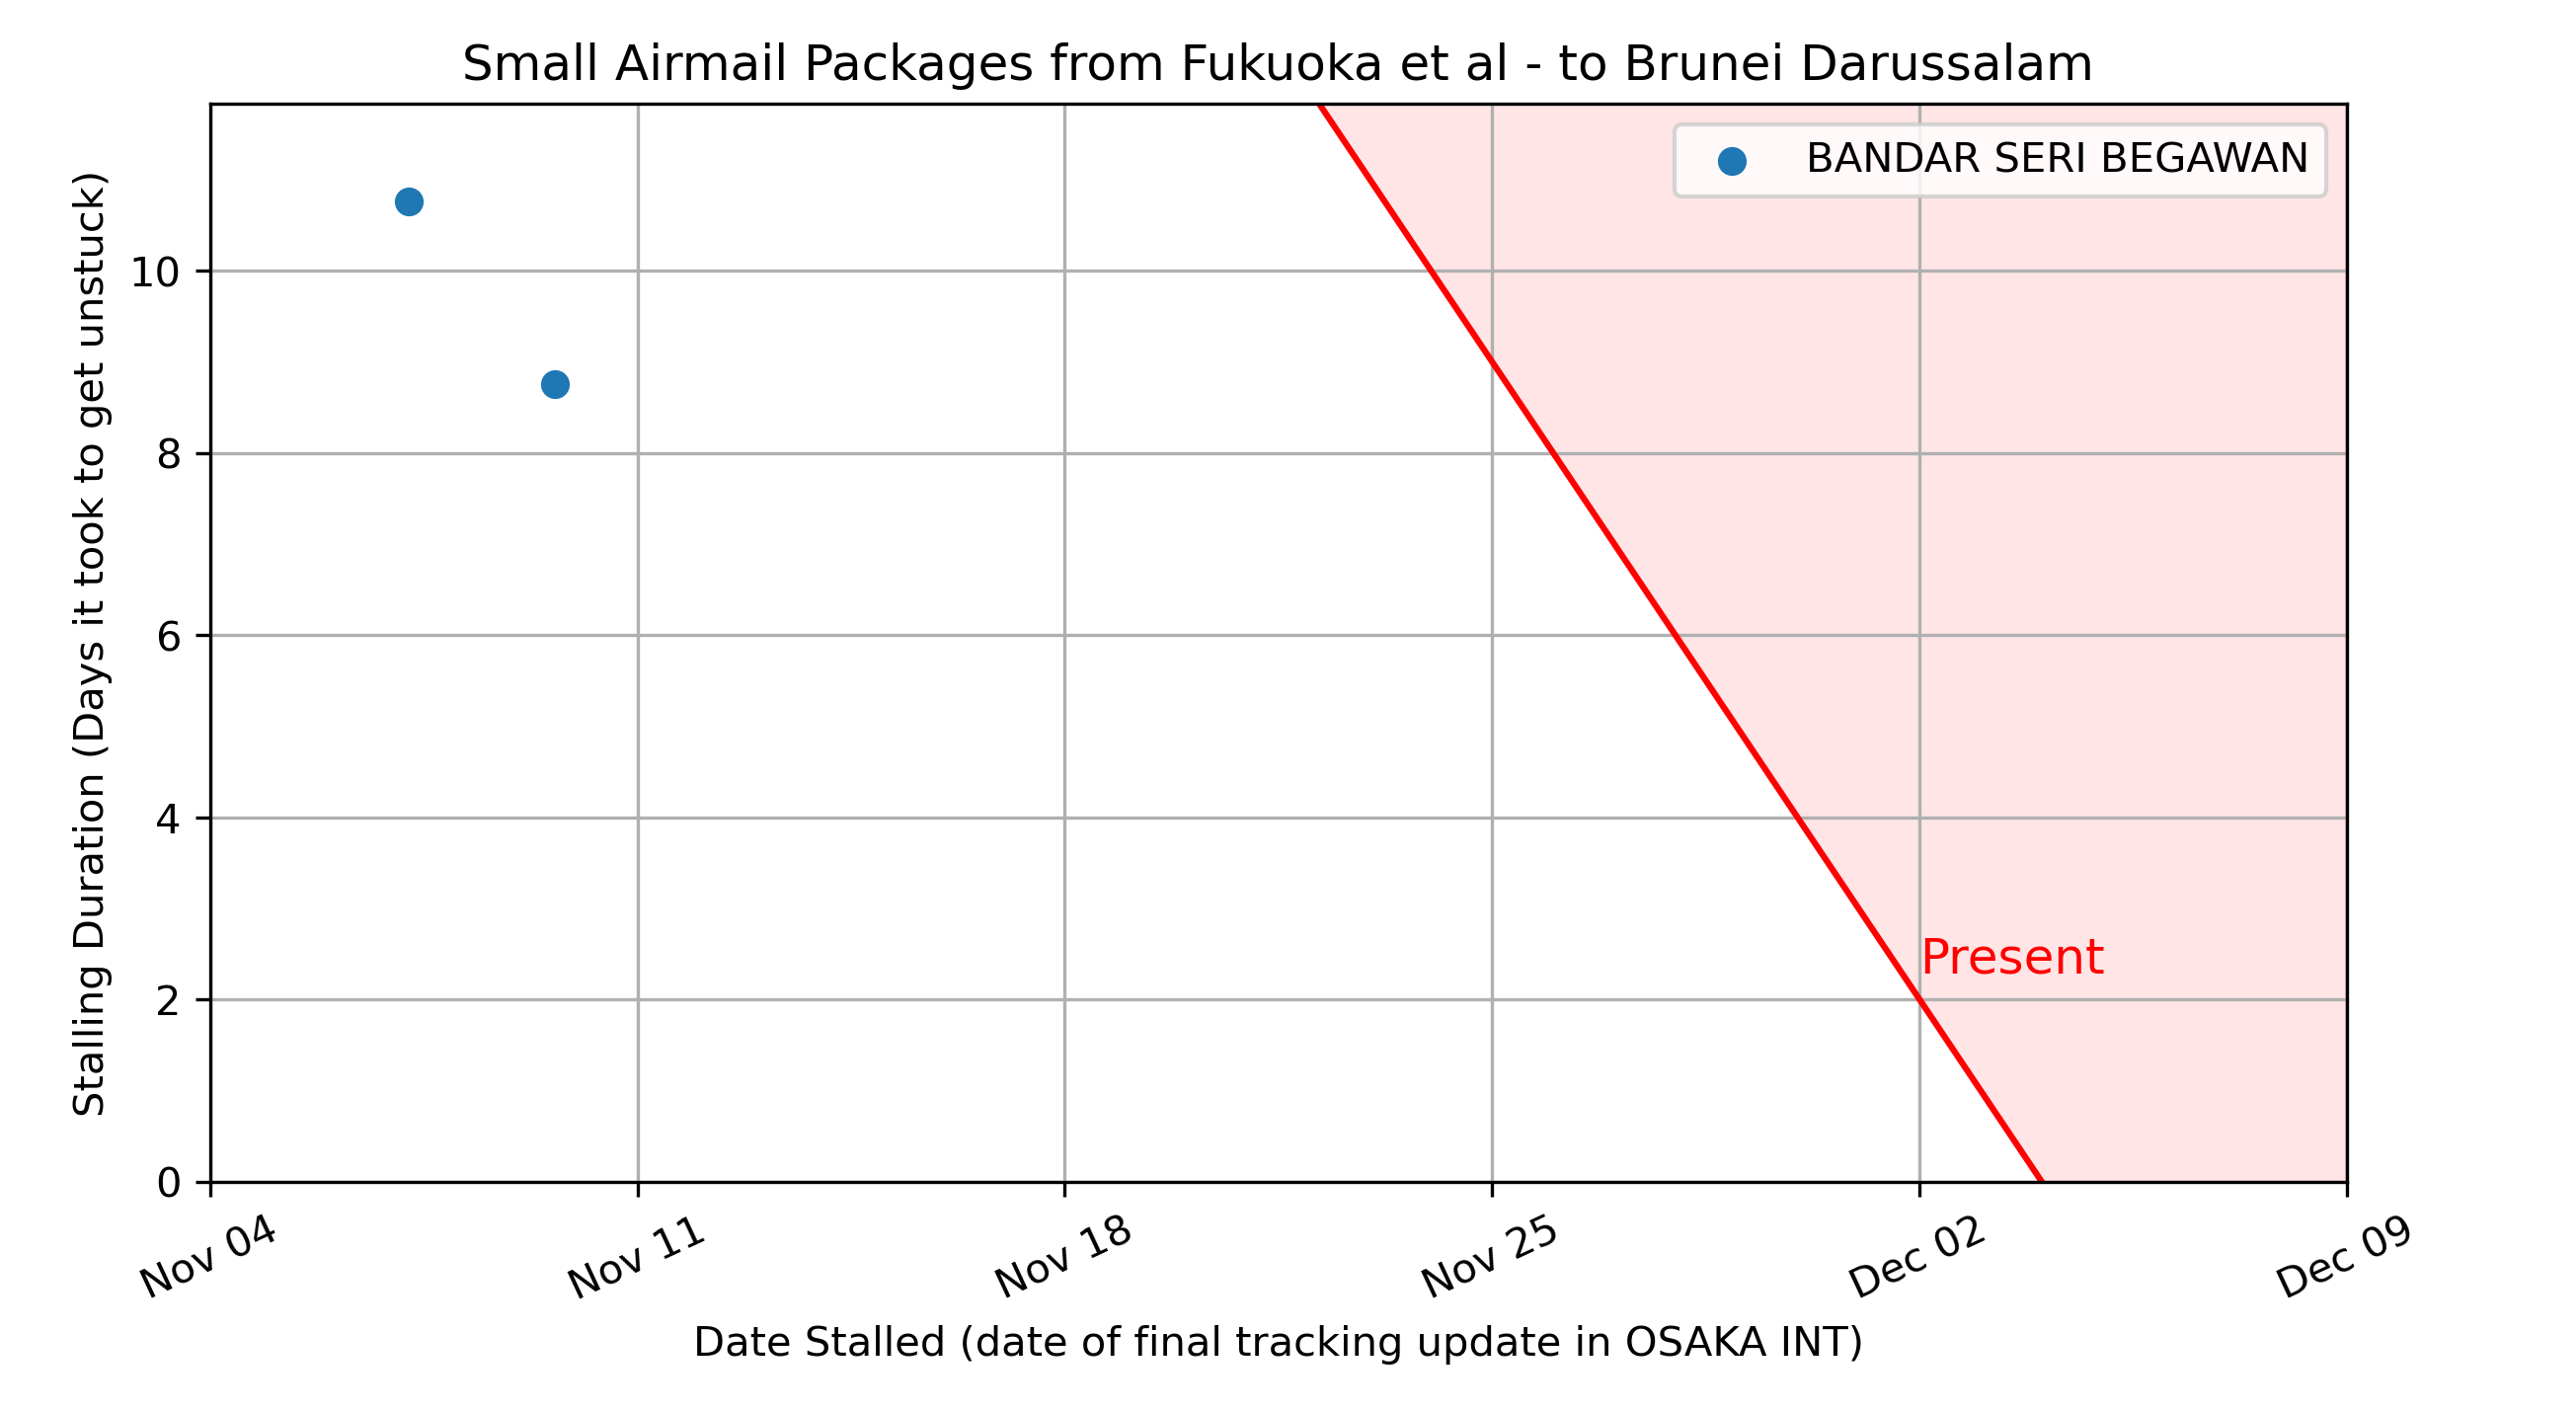 Small Airmail Packages from Fukuoka et al - to Brunei Darussalam
BANDAR SERI BEGAWAN
Stalling Duration (Days it took to get unstuck)
10
8
6
4
2
0
Present
Nov 04
Nov 11
Nov 18
Nov 25
Dec 02
Dec 09
Date Stalled (date of final tracking update in OSAKA INT)